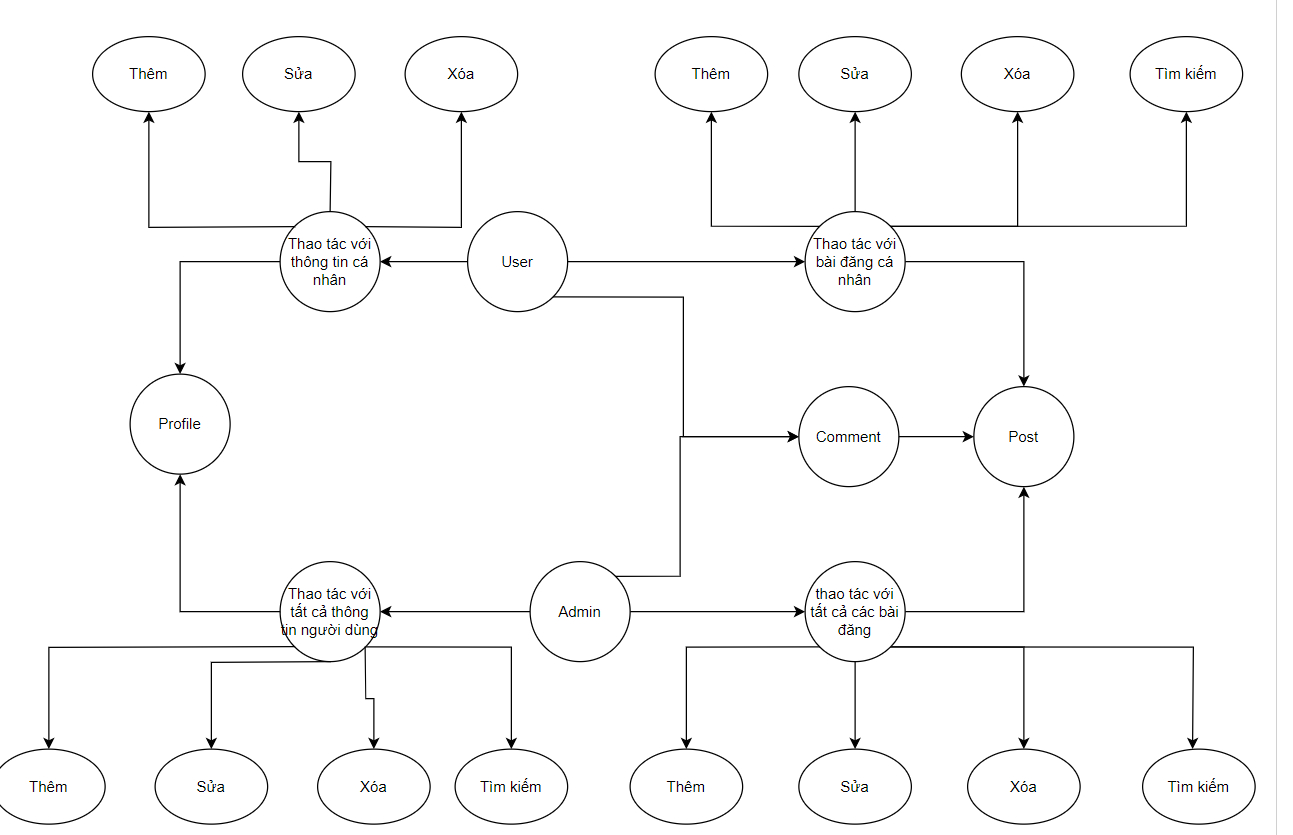 Thêm
Sửa
Xóa
Thêm
Sửa
Xóa
Tìm kiếm
Thao tác với
thông tin cá
nhân
User
Thao tác với
bài đăng cá
nhân
Profile
Comment
Post
Thao tác với
tất cả thông
tin người dùng
Admin
thao tác với
tất cả các bài
đăng
Thêm
Sửa
Xóa
Tìm kiếm
Thêm
Sửa
Xóa
Tìm kiếm